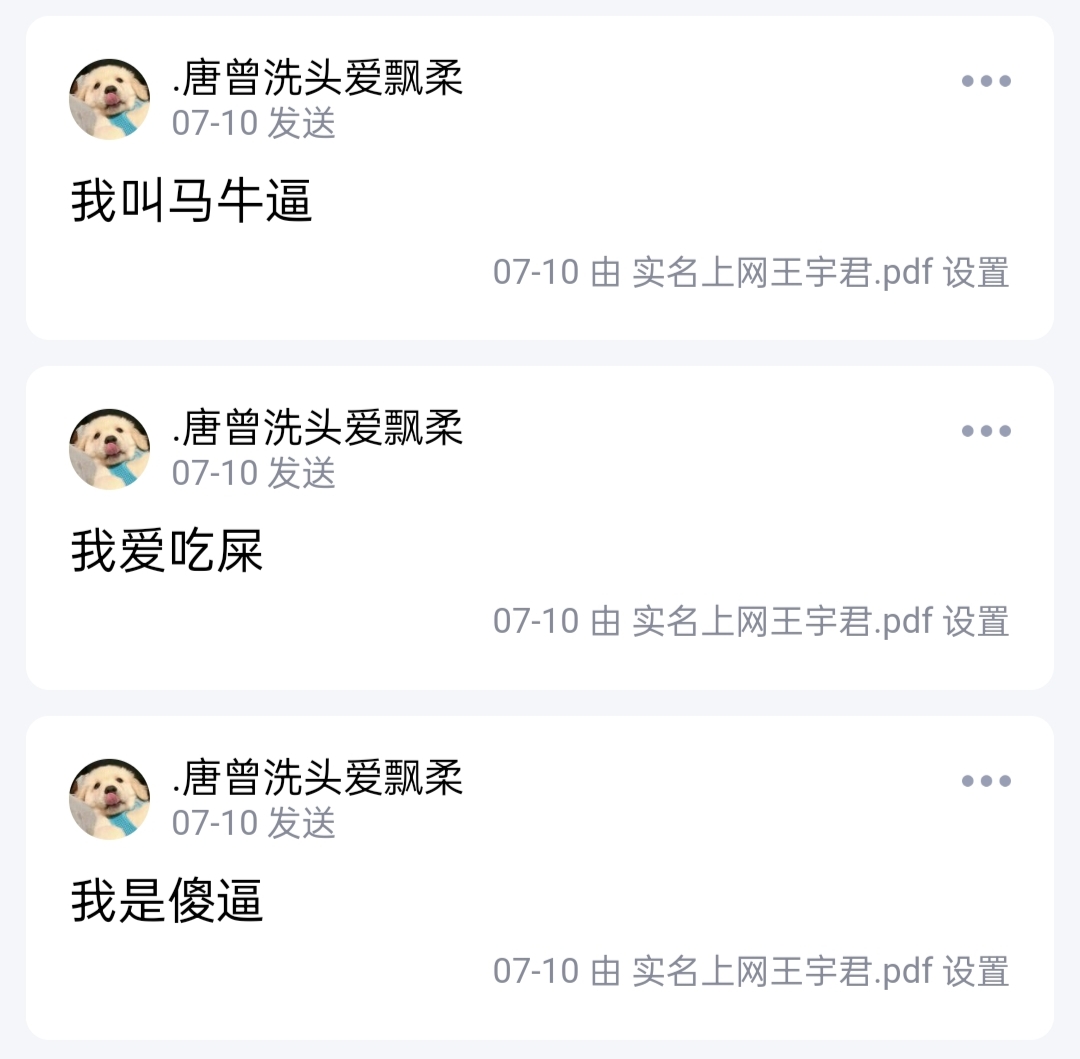 .唐曾洗头爱飘柔
07-10 发送
我叫马牛逼
07-10 由 实名上网王宇君.pdf 设置
.唐曾洗头爱飘柔
07-10 发送
我爱吃屎
07-10 由 实名上网王宇君.pdf 设置
.唐曾洗头爱飘柔
07-10 发送
我是傻逼
07-10 由 实名上网王宇君.pdf 设置